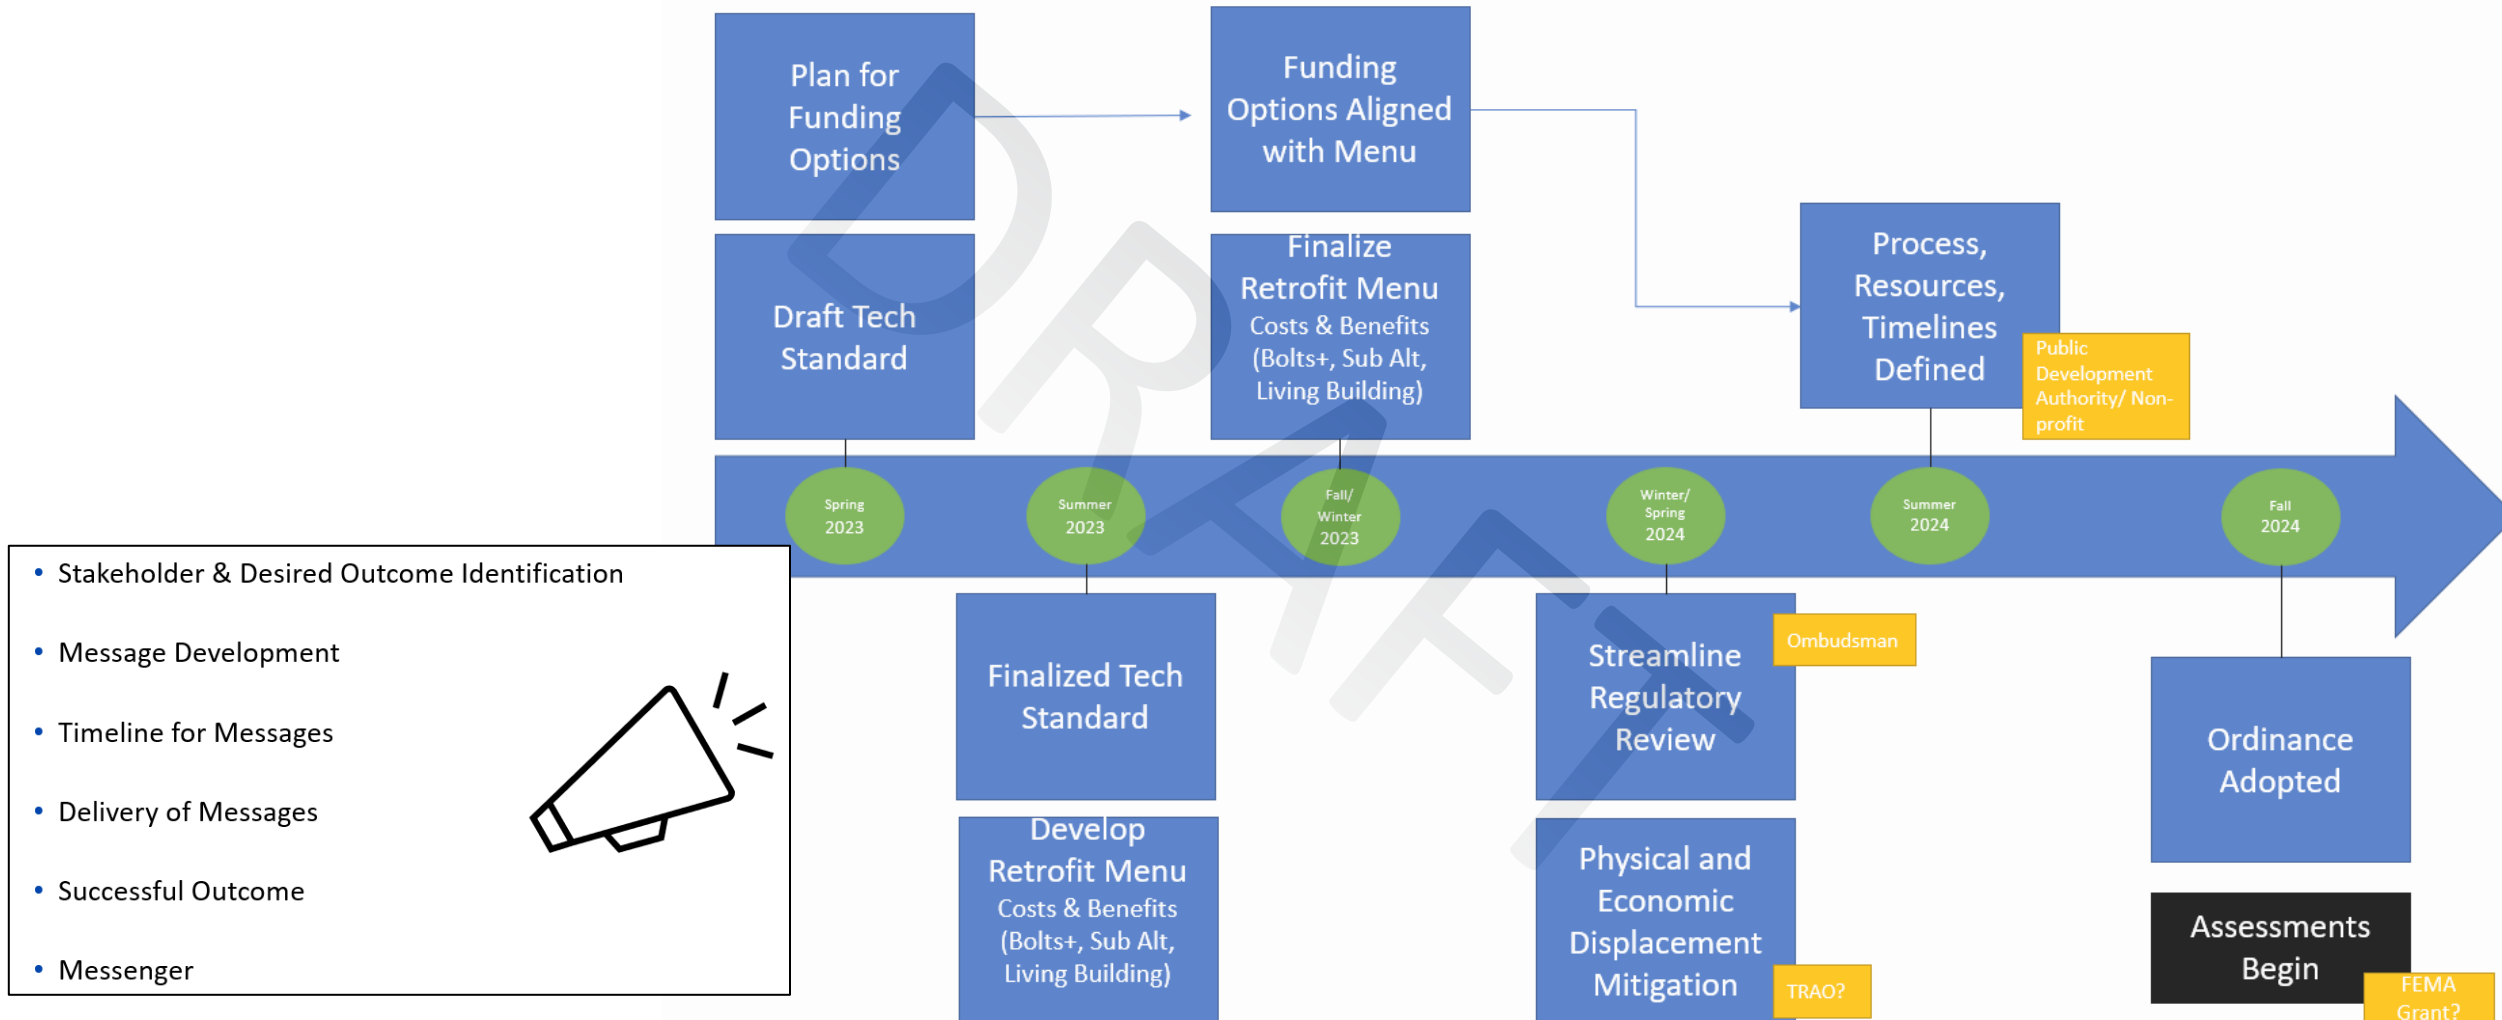 Plan for
Funding
Options
Funding
Options Aligned
with Menu
Draft Tech
Standard
Finalize
Retrofit Menu
Costs & Benefits
(Bolts+, Sub Alt,
Living Building)
Process,
Resources,
Timelines
Defined
Public
Development
Authority/ Non-
profit
Spring
2023
Summer
2023
Fall/
Winter
2023
Winter/
Spring
2024
Summer
2024
Fall
2024
• Stakeholder & Desired Outcome Identification
• Message Development
• Timeline for Messages
• Delivery of Messages
• Successful Outcome
• Messenger
Finalized Tech
Standard
Develop
Retrofit Menu
Costs & Benefits
(Bolts+, Sub Alt,
Living Building)
Streamline
Regulatory
Review
Ombudsman
Physical and
Economic
Displacement
Mitigation
TRAO?
Ordinance
Adopted
Assessments
Begin
FEMA
Grant?
DRAFT